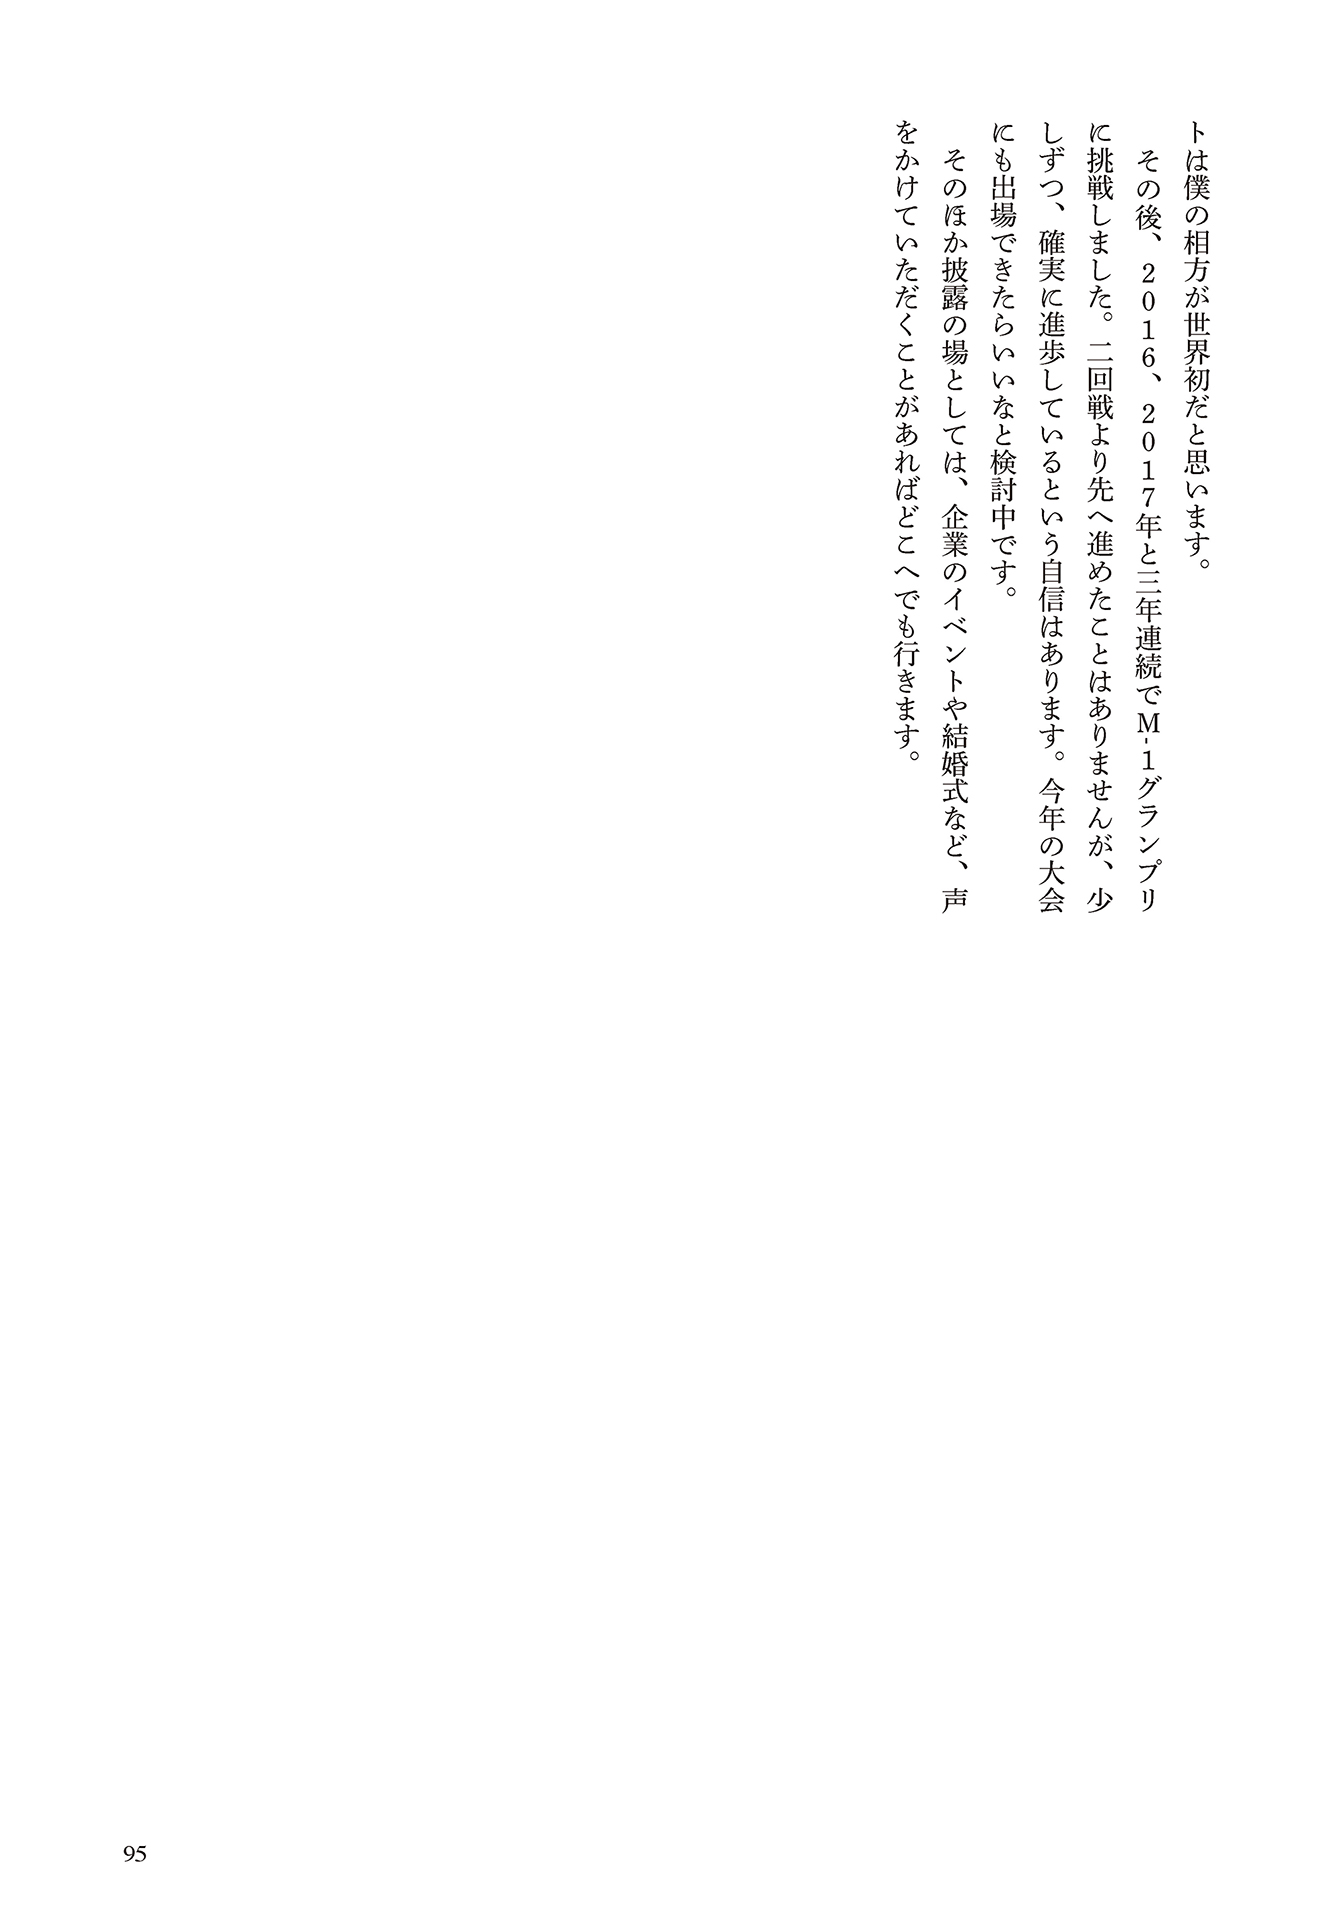 トは僕の相方が世界初だと思います。
　その後、2016、2017年と三年連続でM-1グランプリ
に挑戦しました。二回戦より先へ進めたことはありませんが、少
しずつ、確実に進歩しているという自信はあります。今年の大会
にも出場できたらいいなと検討中です。
　そのほか披露の場としては、企業のイベントや結婚式など、声
をかけていただくことがあればどこへでも行きます。
95